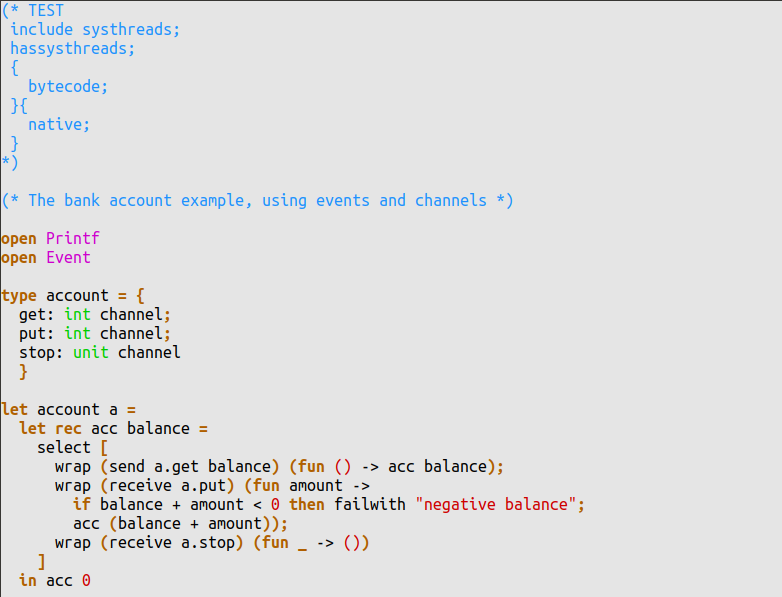 (* TEST
 include systhreads;
 hassysthreads;
 {
   bytecode;
 }{
   native;
 }
*)

(* The bank account example, using events and channels *)

open Printf
open Event

type account = {
  get: int channel;
  put: int channel;
  stop: unit channel
  }

let account a =
  let rec acc balance =
    select [
      wrap (send a.get balance) (fun () -> acc balance);
      wrap (receive a.put) (fun amount ->
        if balance + amount < 0 then failwith "negative balance";
        acc (balance + amount));
      wrap (receive a.stop) (fun _ -> ())
    ]
  in acc 0